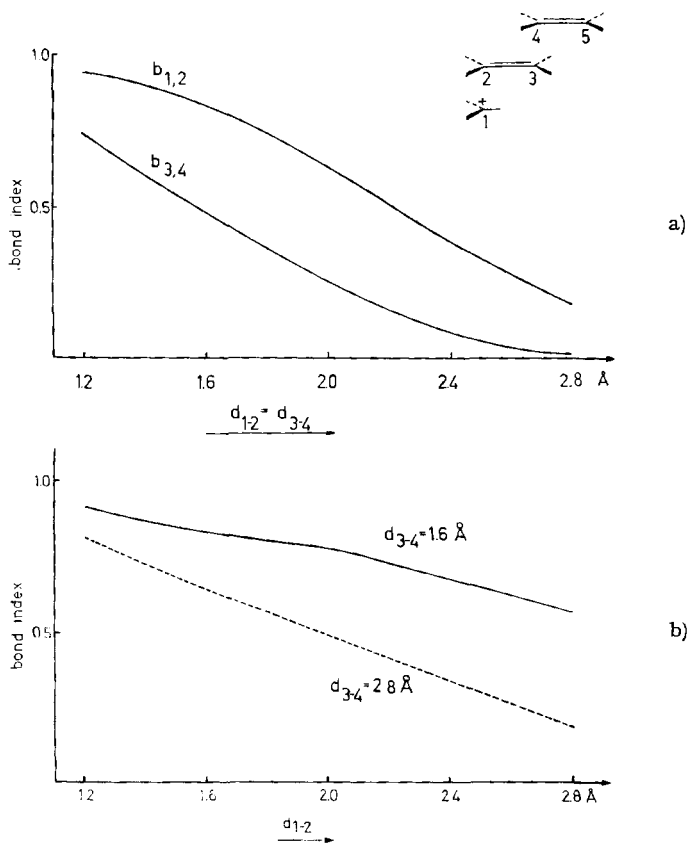 4 5
2 3
+
1
1.0
b1,2
b3,4
0.5
bond index
a)
1.2 1.6 2.0 2.4 2.8 Å
d1-2 = d3-4
1.0
d3-4 = 1.6 Å
0.5
bond index
b)
d3-4 = 2 8 Å
1.2 1.6 2.0 2.4 2.8 Å
d1-2